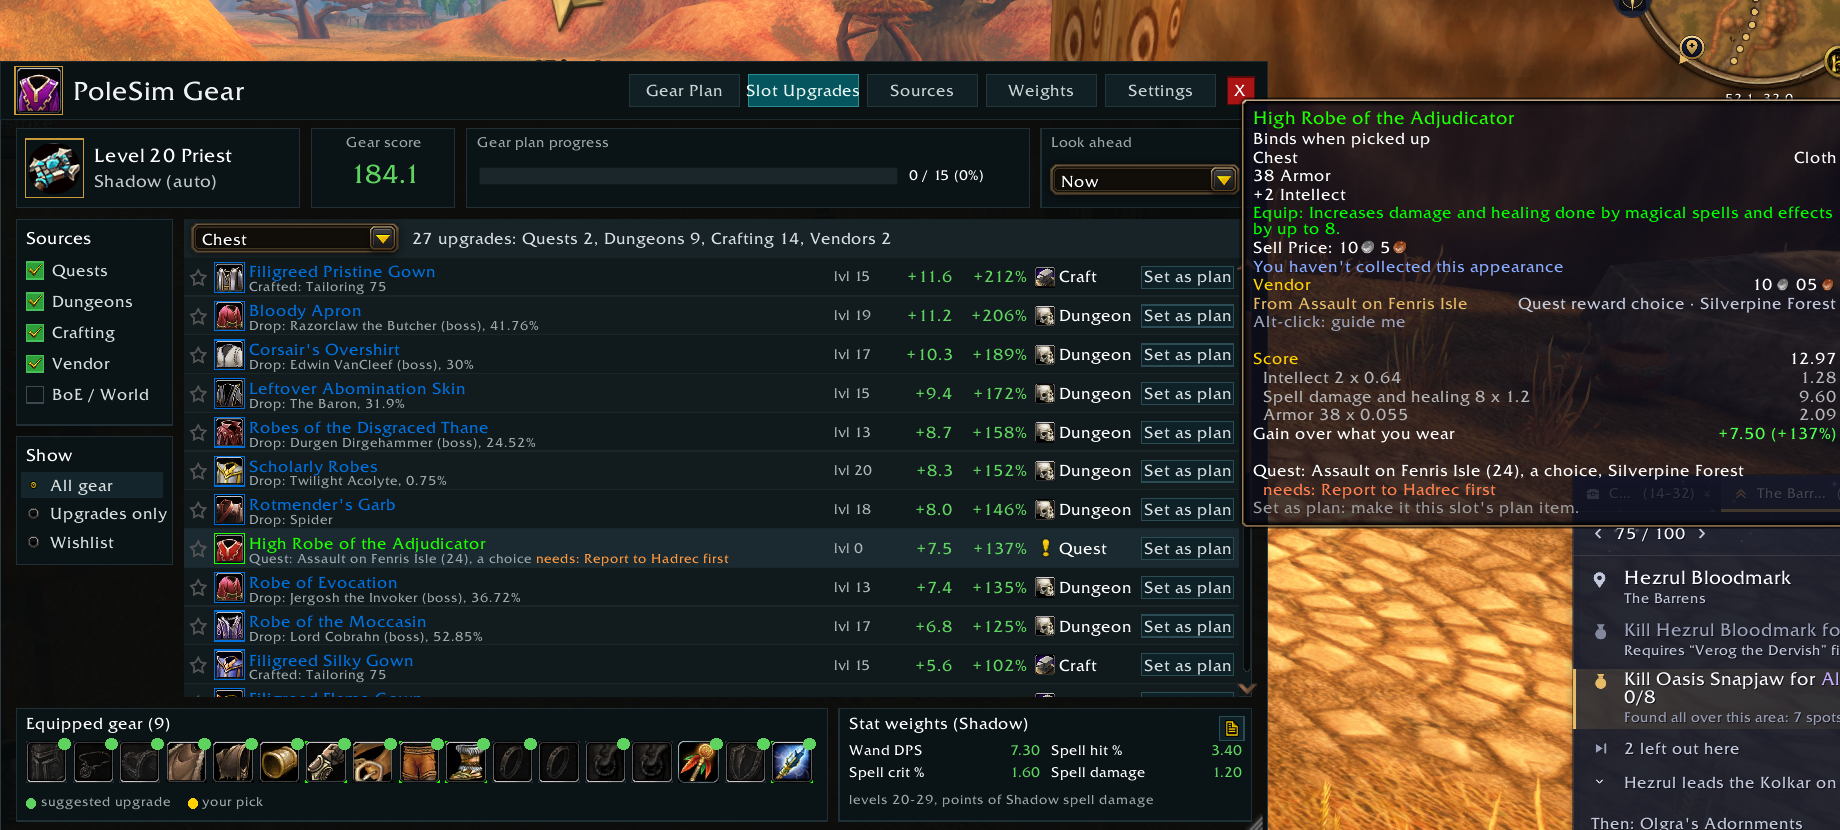 PoleSim Gear
Gear Plan
Slot Upgrades
Sources
Weights
Settings
X
52.1, 32.0
Level 20 Priest
Shadow (auto)
Gear score
184.1
Gear plan progress
0 / 15 (0%)
Look ahead
Now
Sources
Quests
Dungeons
Crafting
Vendor
BoE / World
Show
All gear
Upgrades only
Wishlist
Chest
27 upgrades: Quests 2, Dungeons 9, Crafting 14, Vendors 2
Filigreed Pristine Gown lvl 15 +11.6 +212% Craft Set as plan
Crafted: Tailoring 75
Bloody Apron lvl 19 +11.2 +206% Dungeon Set as plan
Drop: Razorclaw the Butcher (boss), 41.76%
Corsair's Overshirt lvl 17 +10.3 +189% Dungeon Set as plan
Drop: Edwin VanCleef (boss), 30%
Leftover Abomination Skin lvl 15 +9.4 +172% Dungeon Set as plan
Drop: The Baron, 31.9%
Robes of the Disgraced Thane lvl 13 +8.7 +158% Dungeon Set as plan
Drop: Durgen Dirgehammer (boss), 24.52%
Scholarly Robes lvl 20 +8.3 +152% Dungeon Set as plan
Drop: Twilight Acolyte, 0.75%
Rotmender's Garb lvl 18 +8.0 +146% Dungeon Set as plan
Drop: Spider
High Robe of the Adjudicator lvl 0 +7.5 +137% Quest Set as plan
Quest: Assault on Fenris Isle (24), a choice needs: Report to Hadrec first
Robe of Evocation lvl 13 +7.4 +135% Dungeon Set as plan
Drop: Jergosh the Invoker (boss), 36.72%
Robe of the Moccasin lvl 17 +6.8 +125% Dungeon Set as plan
Drop: Lord Cobrahn (boss), 52.85%
Filigreed Silky Gown lvl 15 +5.6 +102% Craft Set as plan
Crafted: Tailoring 75
Filigreed Flame Gown
Equipped gear (9)
suggested upgrade
your pick
Stat weights (Shadow)
Wand DPS 7.30 Spell hit % 3.40
Spell crit % 1.60 Spell damage 1.20
levels 20-29, points of Shadow spell damage
High Robe of the Adjudicator
Binds when picked up
Chest Cloth
38 Armor
+2 Intellect
Equip: Increases damage and healing done by magical spells and effects
by up to 8.
Sell Price: 10 5
You haven't collected this appearance
Vendor 10 05
From Assault on Fenris Isle Quest reward choice · Silverpine Forest
Alt-click: guide me
Score 12.97
Intellect 2 x 0.64 1.28
Spell damage and healing 8 x 1.2 9.60
Armor 38 x 0.055 2.09
Gain over what you wear +7.50 (+137%)
Quest: Assault on Fenris Isle (24), a choice, Silverpine Forest
needs: Report to Hadrec first
Set as plan: make it this slot's plan item.
C... (14-32)
The Barr...
< 75 / 100 >
Hezrul Bloodmark
The Barrens
Kill Hezrul Bloodmark fo
Requires “Verog the Dervish” fi
Kill Oasis Snapjaw for Al
0/8
Found all over this area: 7 spots
2 left out here
Hezrul leads the Kolkar on
Then: Olgra's Adornments